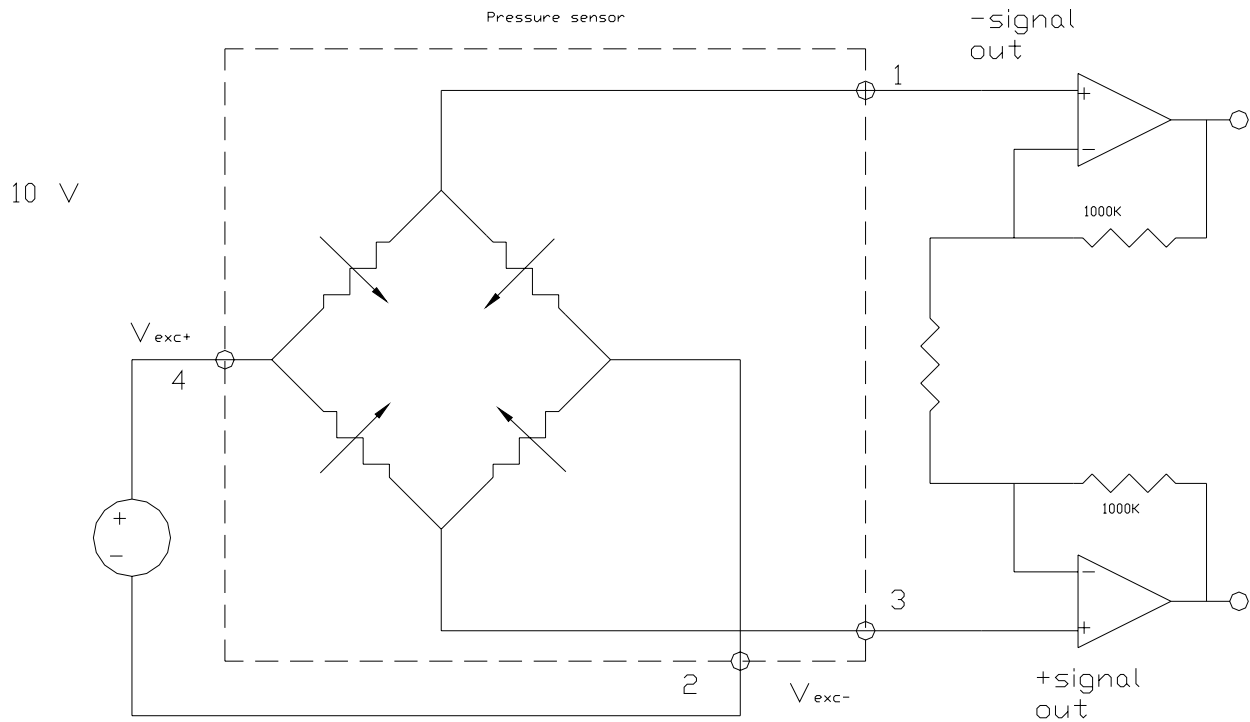 Pressure sensor
-signal
out
1
+
10 V
-
1000K
Vexc+
4
+
-
1000K
-
3
+
2
Vexc-
+signal
out